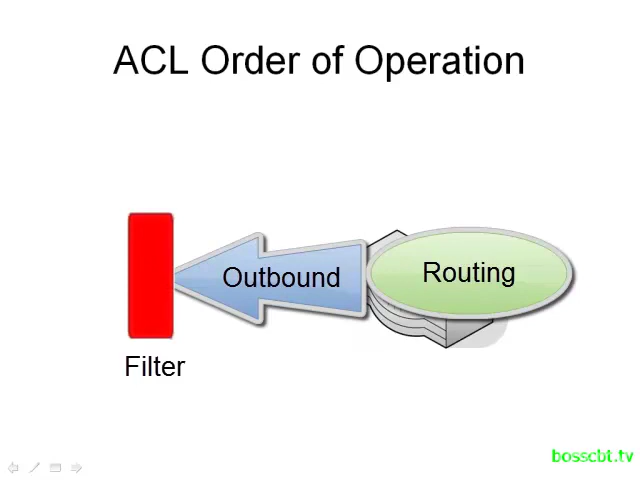 ACL Order of Operation
Outbound
Routing
Filter
bosscbt.tv